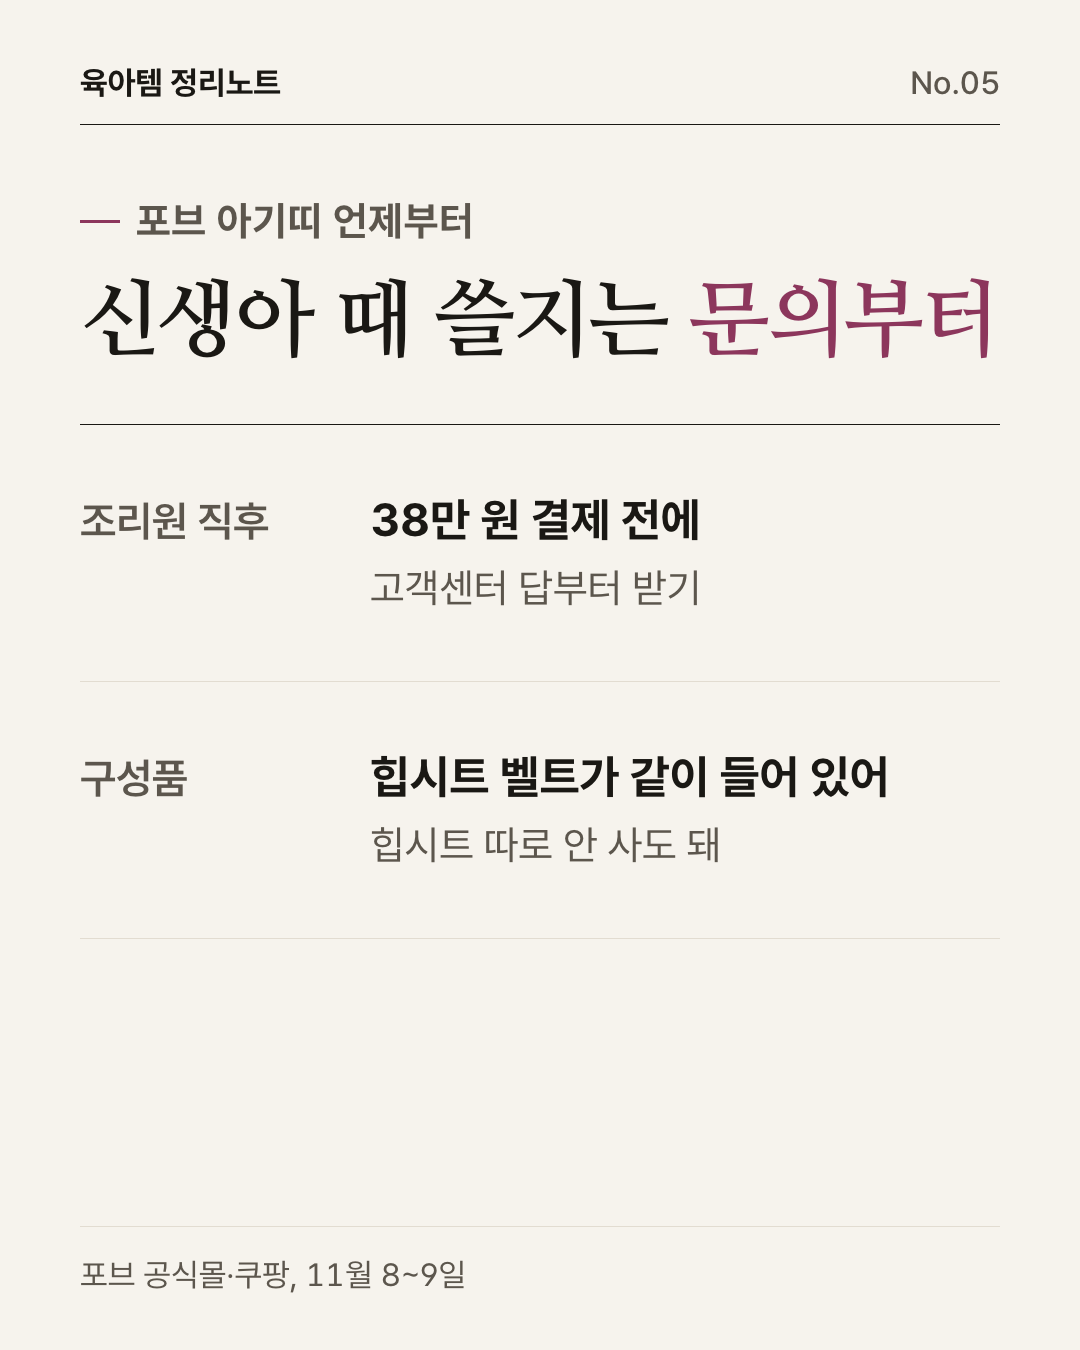 육아템 정리노트
No.05
포브 아기띠 언제부터
신생아 때 쓸지는 문의부터
조리원 직후
38만 원 결제 전에
고객센터 답부터 받기
구성품
힙시트 벨트가 같이 들어 있어
힙시트 따로 안 사도 돼
포브 공식몰·쿠팡, 11월 8~9일